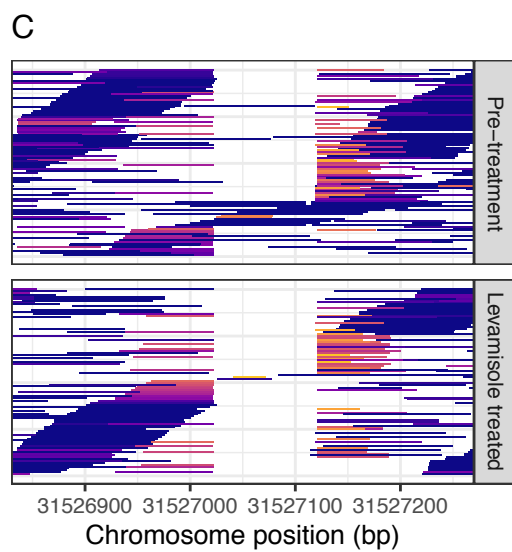 C
Pre−treatment
Levamisole treated
31526900 31527000 31527100 31527200
Chromosome position (bp)